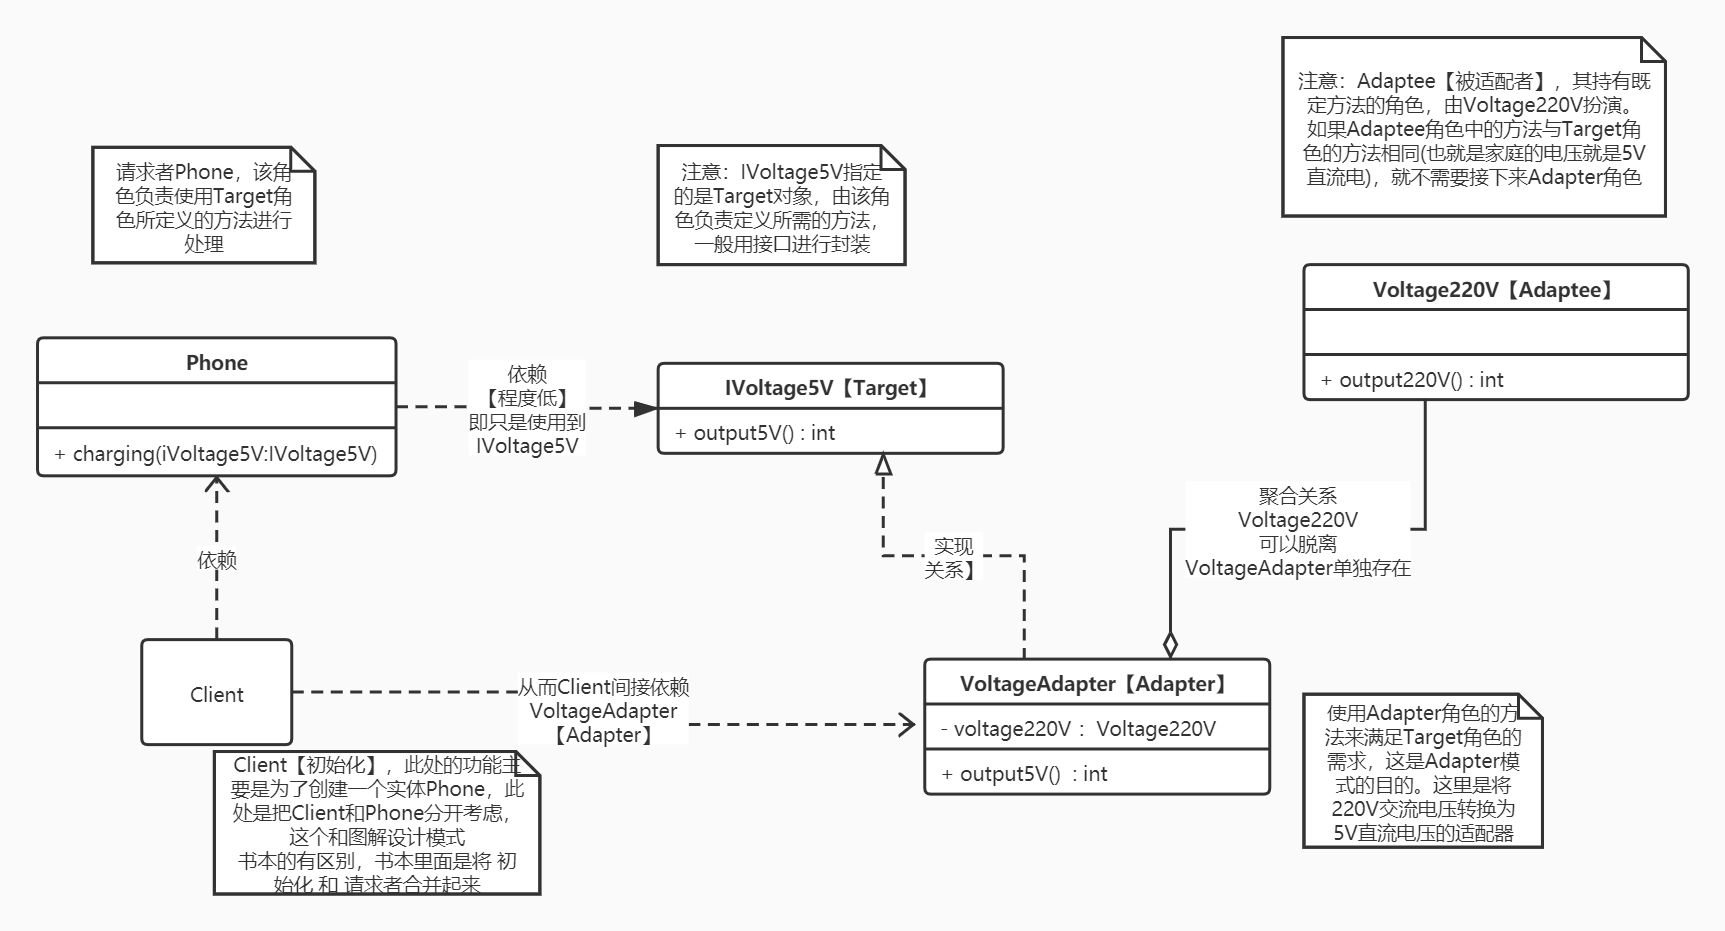 注意：Adaptee【被适配者】，其持有既
定方法的角色，由Voltage220V扮演。
如果Adaptee角色中的方法与Target角
色的方法相同(也就是家庭的电压就是5V
直流电)，就不需要接下来Adapter角色
请求者Phone，该角
色负责使用Target角
色所定义的方法进行
处理
注意：IVoltage5V指定
的是Target对象，由该角
色负责定义所需的方法，
一般用接口进行封装
Voltage220V【Adaptee】
+ output220V() : int
Phone
+ charging(iVoltage5V:IVoltage5V)
依赖
【程度低】
即只是使用到
IVoltage5V
IVoltage5V【Target】
+ output5V() : int
聚合关系
Voltage220V
可以脱离
VoltageAdapter单独存在
依赖
实现
关系】
Client
从而Client间接依赖
VoltageAdapter
【Adapter】
VoltageAdapter【Adapter】
- voltage220V： Voltage220V
+ output5V()  : int
使用Adapter角色的方
法来满足Target角色的
需求，这是Adapter模
式的目的。这里是将
220V交流电压转换为
5V直流电压的适配器
Client【初始化】，此处的功能主
要是为了创建一个实体Phone，此
处是把Client和Phone分开考虑，
这个和图解设计模式
书本的有区别，书本里面是将 初
始化 和 请求者合并起来